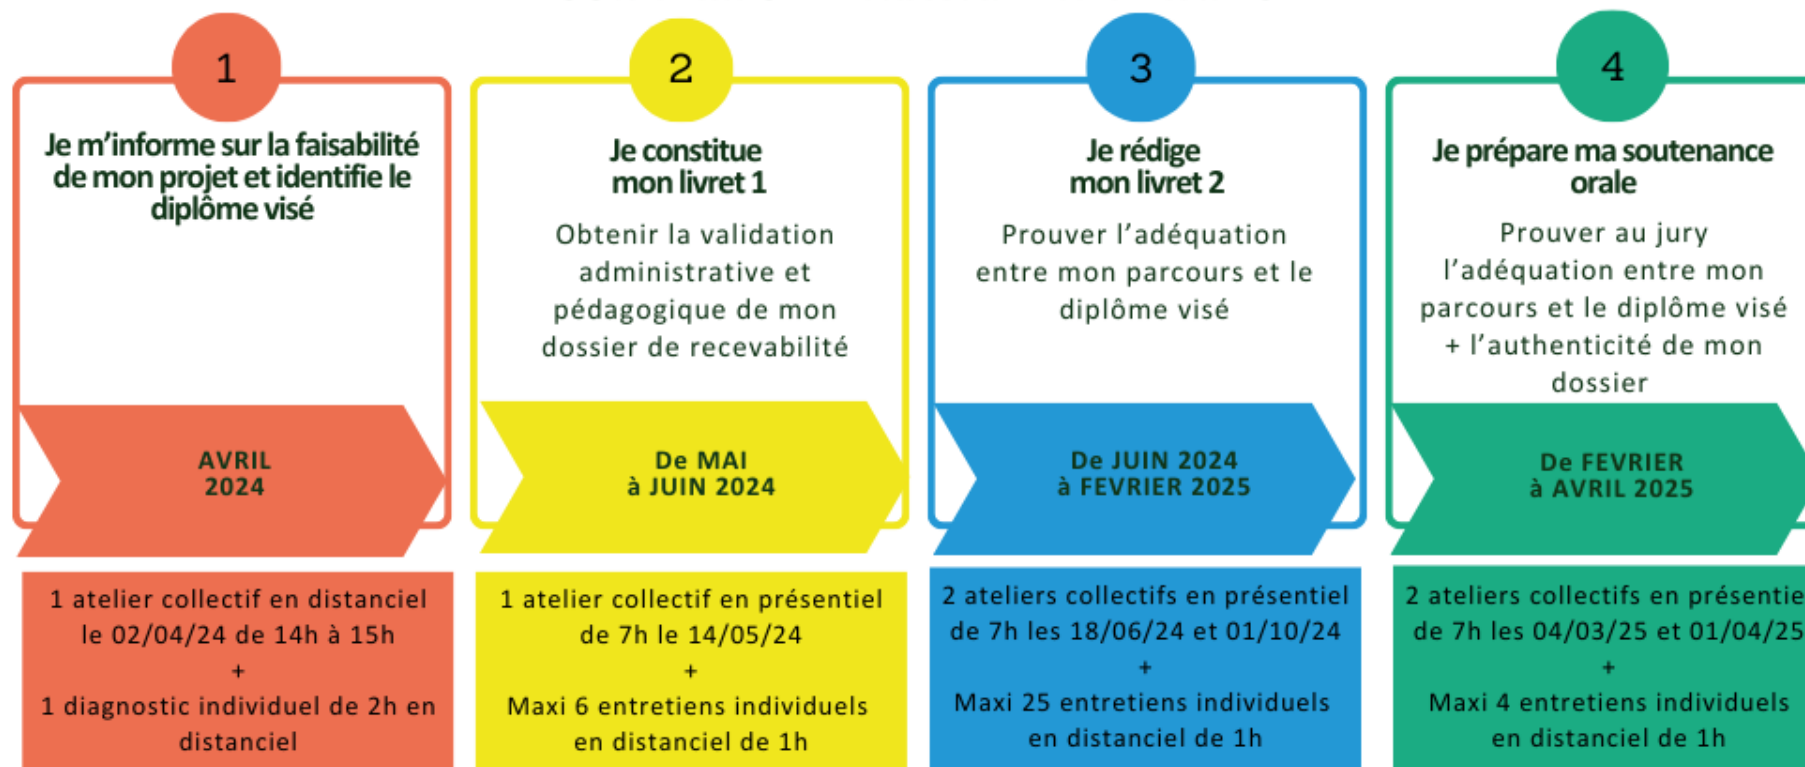 1
Je m’informe sur la faisabilité
de mon projet et identifie le
diplôme visé
AVRIL
2024
1 atelier collectif en distanciel
le 02/04/24 de 14h à 15h
+
1 diagnostic individuel de 2h en
distanciel
2
Je constitue
mon livret 1
Obtenir la validation
administrative et
pédagogique de mon
dossier de recevabilité
De MAI
à JUIN 2024
1 atelier collectif en présentiel
de 7h le 14/05/24
+
Maxi 6 entretiens individuels
en distanciel de 1h
3
Je rédige
mon livret 2
Prouver l’adéquation
entre mon parcours et le
diplôme visé
De JUIN 2024
à FEVRIER 2025
2 ateliers collectifs en présentiel
de 7h les 18/06/24 et 01/10/24
+
Maxi 25 entretiens individuels
en distanciel de 1h
4
Je prépare ma soutenance
orale
Prouver au jury
l’adéquation entre mon
parcours et le diplôme visé
+ l’authenticité de mon
dossier
De FEVRIER
à AVRIL 2025
2 ateliers collectifs en présentie
de 7h les 04/03/25 et 01/04/25
+
Maxi 4 entretiens individuels
en distanciel de 1h